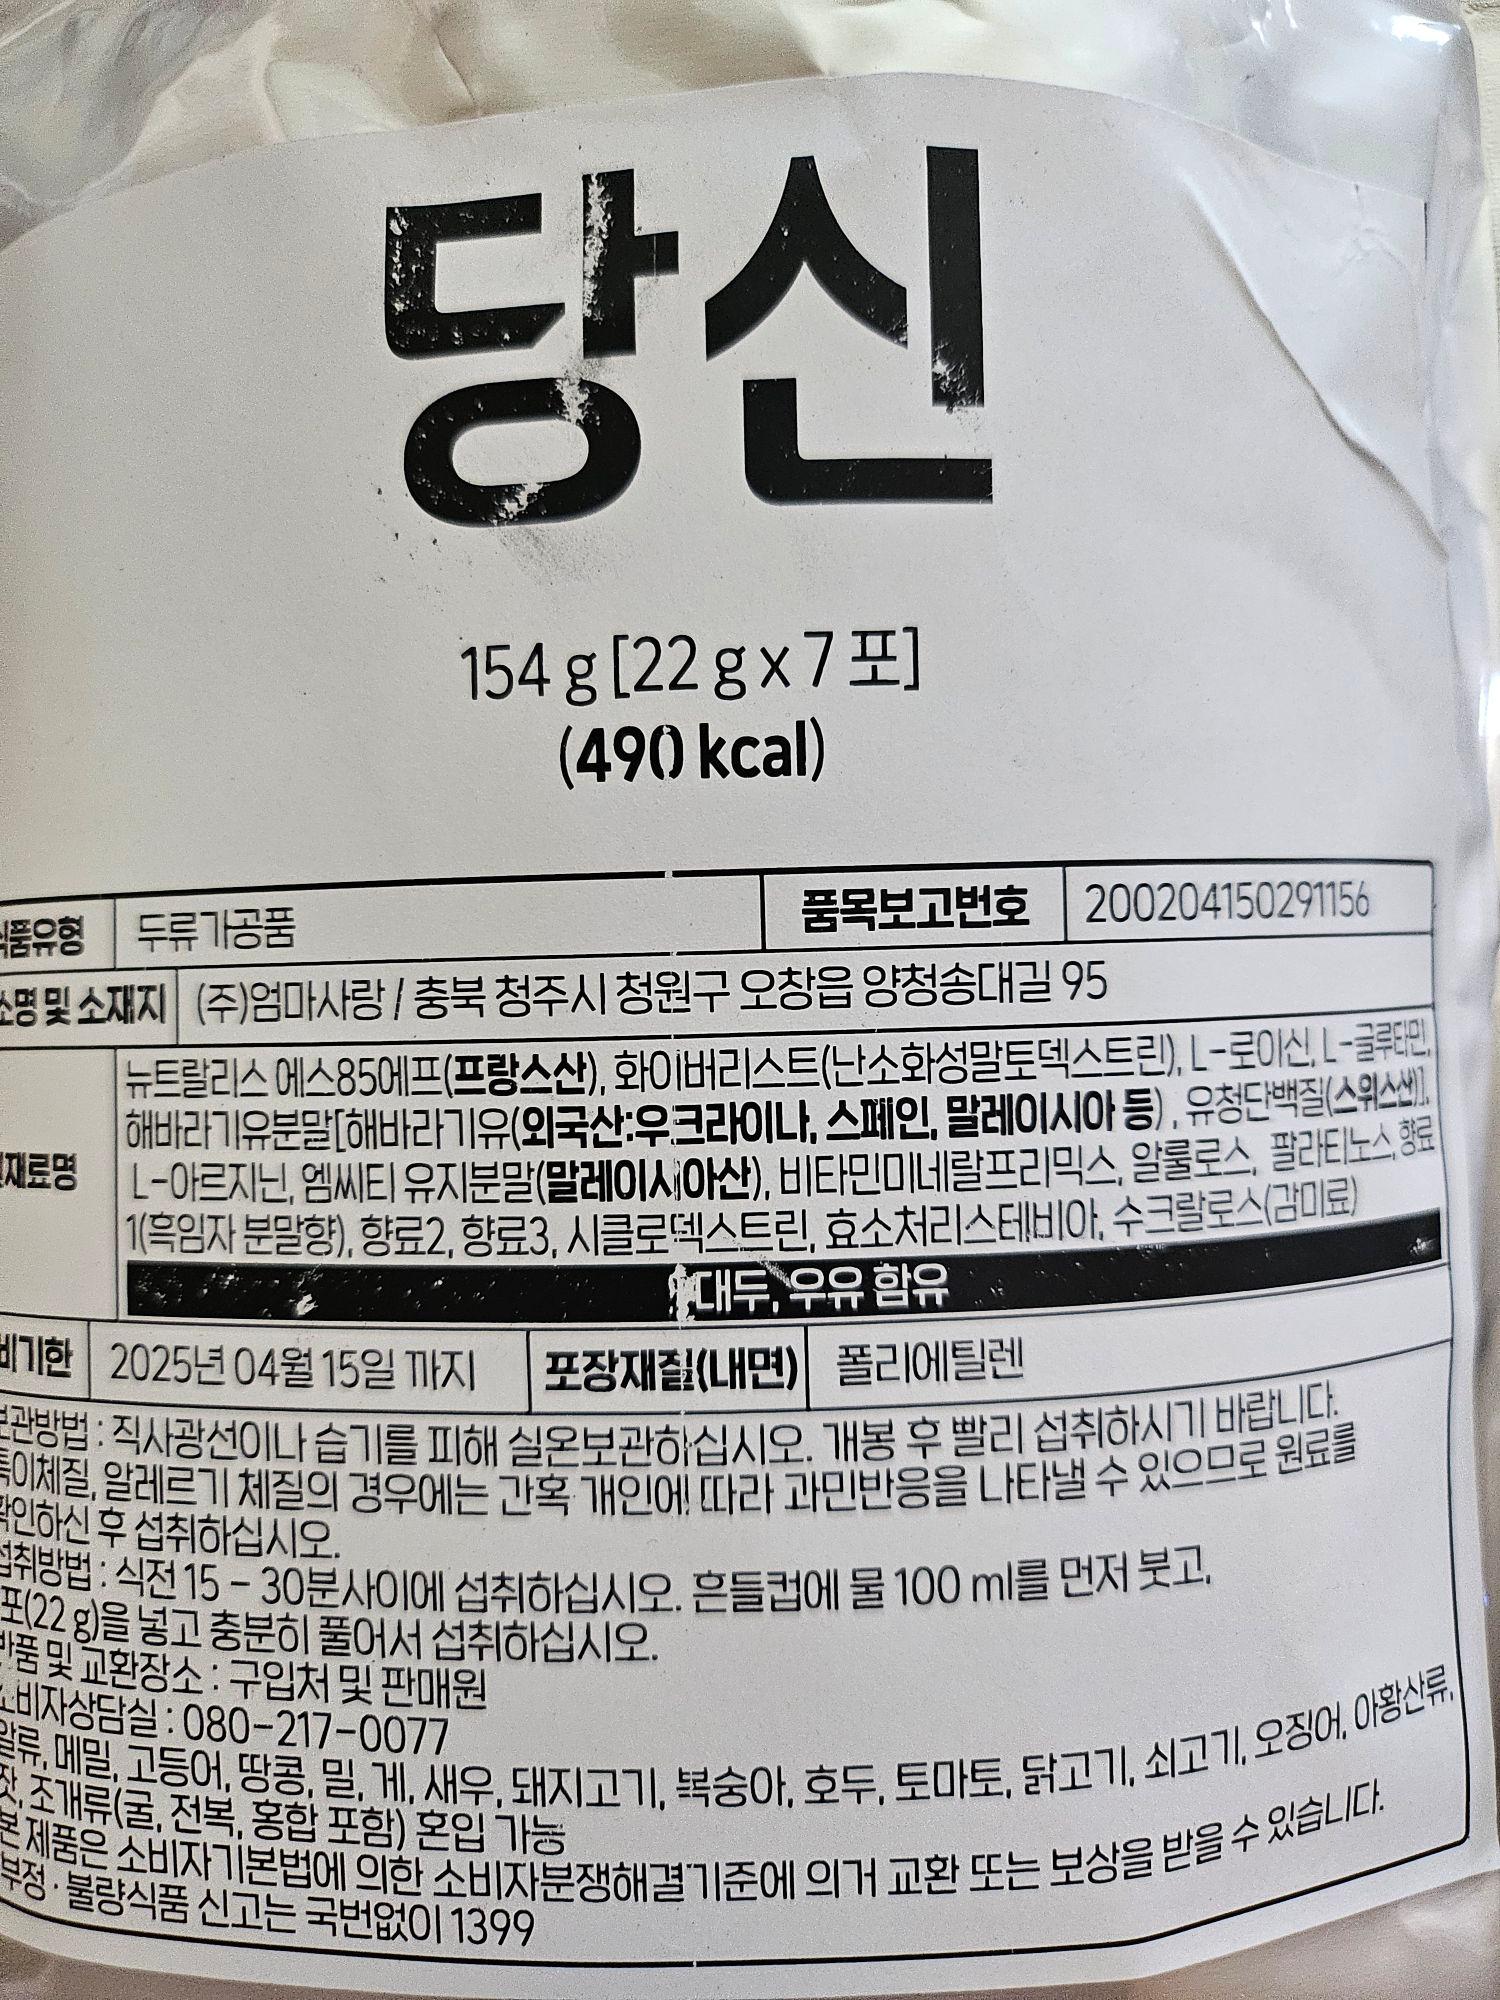 당신
154 g [22 g x 7 포]
(490 kcal)
식품유형 두류가공품 품목보고번호 200204150291156
소명 및 소재지 (주)엄마사랑 / 충북 청주시 청원구 오창읍 양청송대길 95
뉴트랄리스 에스85에프(프랑스산), 화이버리스트(난소화성말토덱스트린), L-로이신, L-글루타민,
해바라기유분말[해바라기유(외국산:우크라이나, 스페인, 말레이시아 등), 유청단백질(스위스산)],
재료명 L-아르지닌, 엠씨티 유지분말(말레이시아산), 비타민미네랄프리믹스, 알룰로스, 팔라티노스, 향료
1(흑임자 분말향), 향료2, 향료3, 시클로덱스트린, 효소처리스테비아, 수크랄로스(감미료)
대두, 우유 함유
비기한 2025년 04월 15일 까지 포장재질(내면) 폴리에틸렌
보관방법 : 직사광선이나 습기를 피해 실온보관하십시오. 개봉 후 빨리 섭취하시기 바랍니다.
특이체질, 알레르기 체질의 경우에는 간혹 개인에 따라 과민반응을 나타낼 수 있으므로 원료를
확인하신 후 섭취하십시오.
섭취방법 : 식전 15 - 30분사이에 섭취하십시오. 흔들컵에 물 100 ml를 먼저 붓고,
포(22 g)을 넣고 충분히 풀어서 섭취하십시오.
반품 및 교환장소 : 구입처 및 판매원
소비자상담실 : 080-217-0077
알류, 메밀, 고등어, 땅콩, 밀, 게, 새우, 돼지고기, 복숭아, 호두, 토마토, 닭고기, 쇠고기, 오징어, 아황산류,
잣, 조개류(굴, 전복, 홍합 포함) 혼입 가능
본 제품은 소비자기본법에 의한 소비자분쟁해결기준에 의거 교환 또는 보상을 받을 수 있습니다.
부정·불량식품 신고는 국번없이 1399